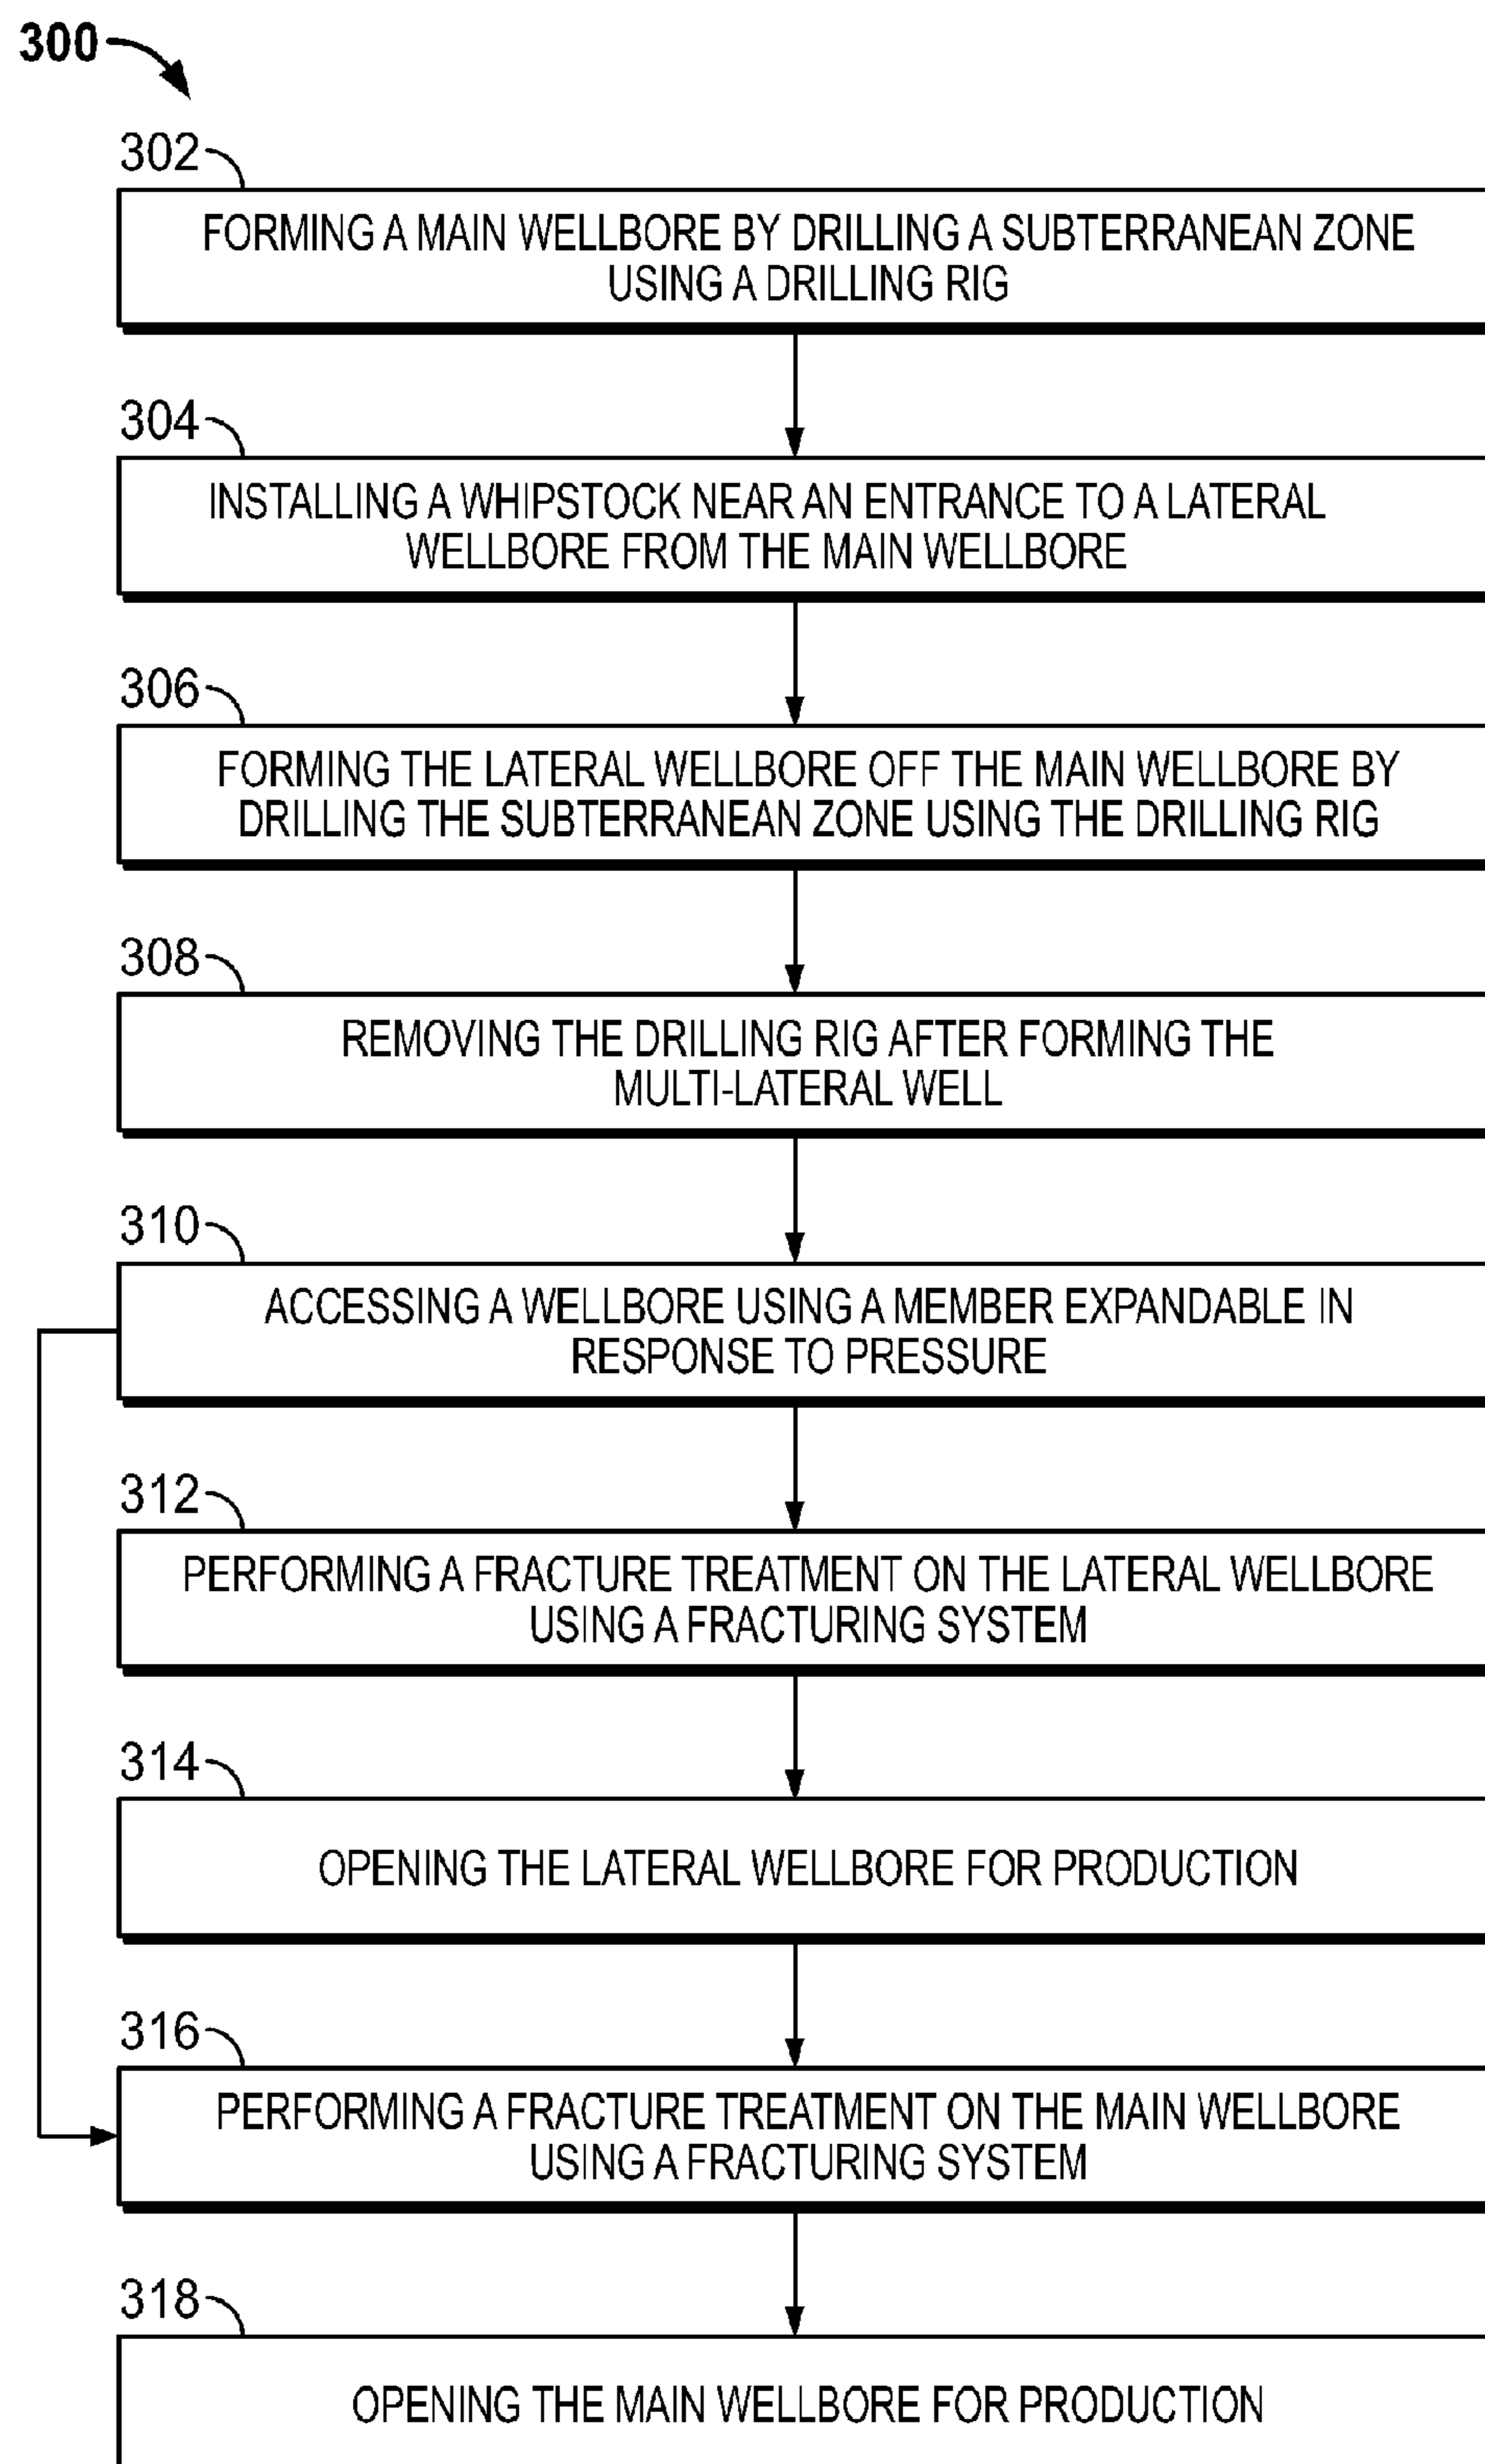 300
302
FORMING A MAIN WELLBORE BY DRILLING A SUBTERRANEAN ZONE
USING A DRILLING RIG
304
INSTALLING A WHIPSTOCK NEAR AN ENTRANCE TO A LATERAL
WELLBORE FROM THE MAIN WELLBORE
306
FORMING THE LATERAL WELLBORE OFF THE MAIN WELLBORE BY
DRILLING THE SUBTERRANEAN ZONE USING THE DRILLING RIG
308
REMOVING THE DRILLING RIG AFTER FORMING THE
MULTI-LATERAL WELL
310
ACCESSING A WELLBORE USING A MEMBER EXPANDABLE IN
RESPONSE TO PRESSURE
312
PERFORMING A FRACTURE TREATMENT ON THE LATERAL WELLBORE
USING A FRACTURING SYSTEM
314
OPENING THE LATERAL WELLBORE FOR PRODUCTION
316
PERFORMING A FRACTURE TREATMENT ON THE MAIN WELLBORE
USING A FRACTURING SYSTEM
318
OPENING THE MAIN WELLBORE FOR PRODUCTION